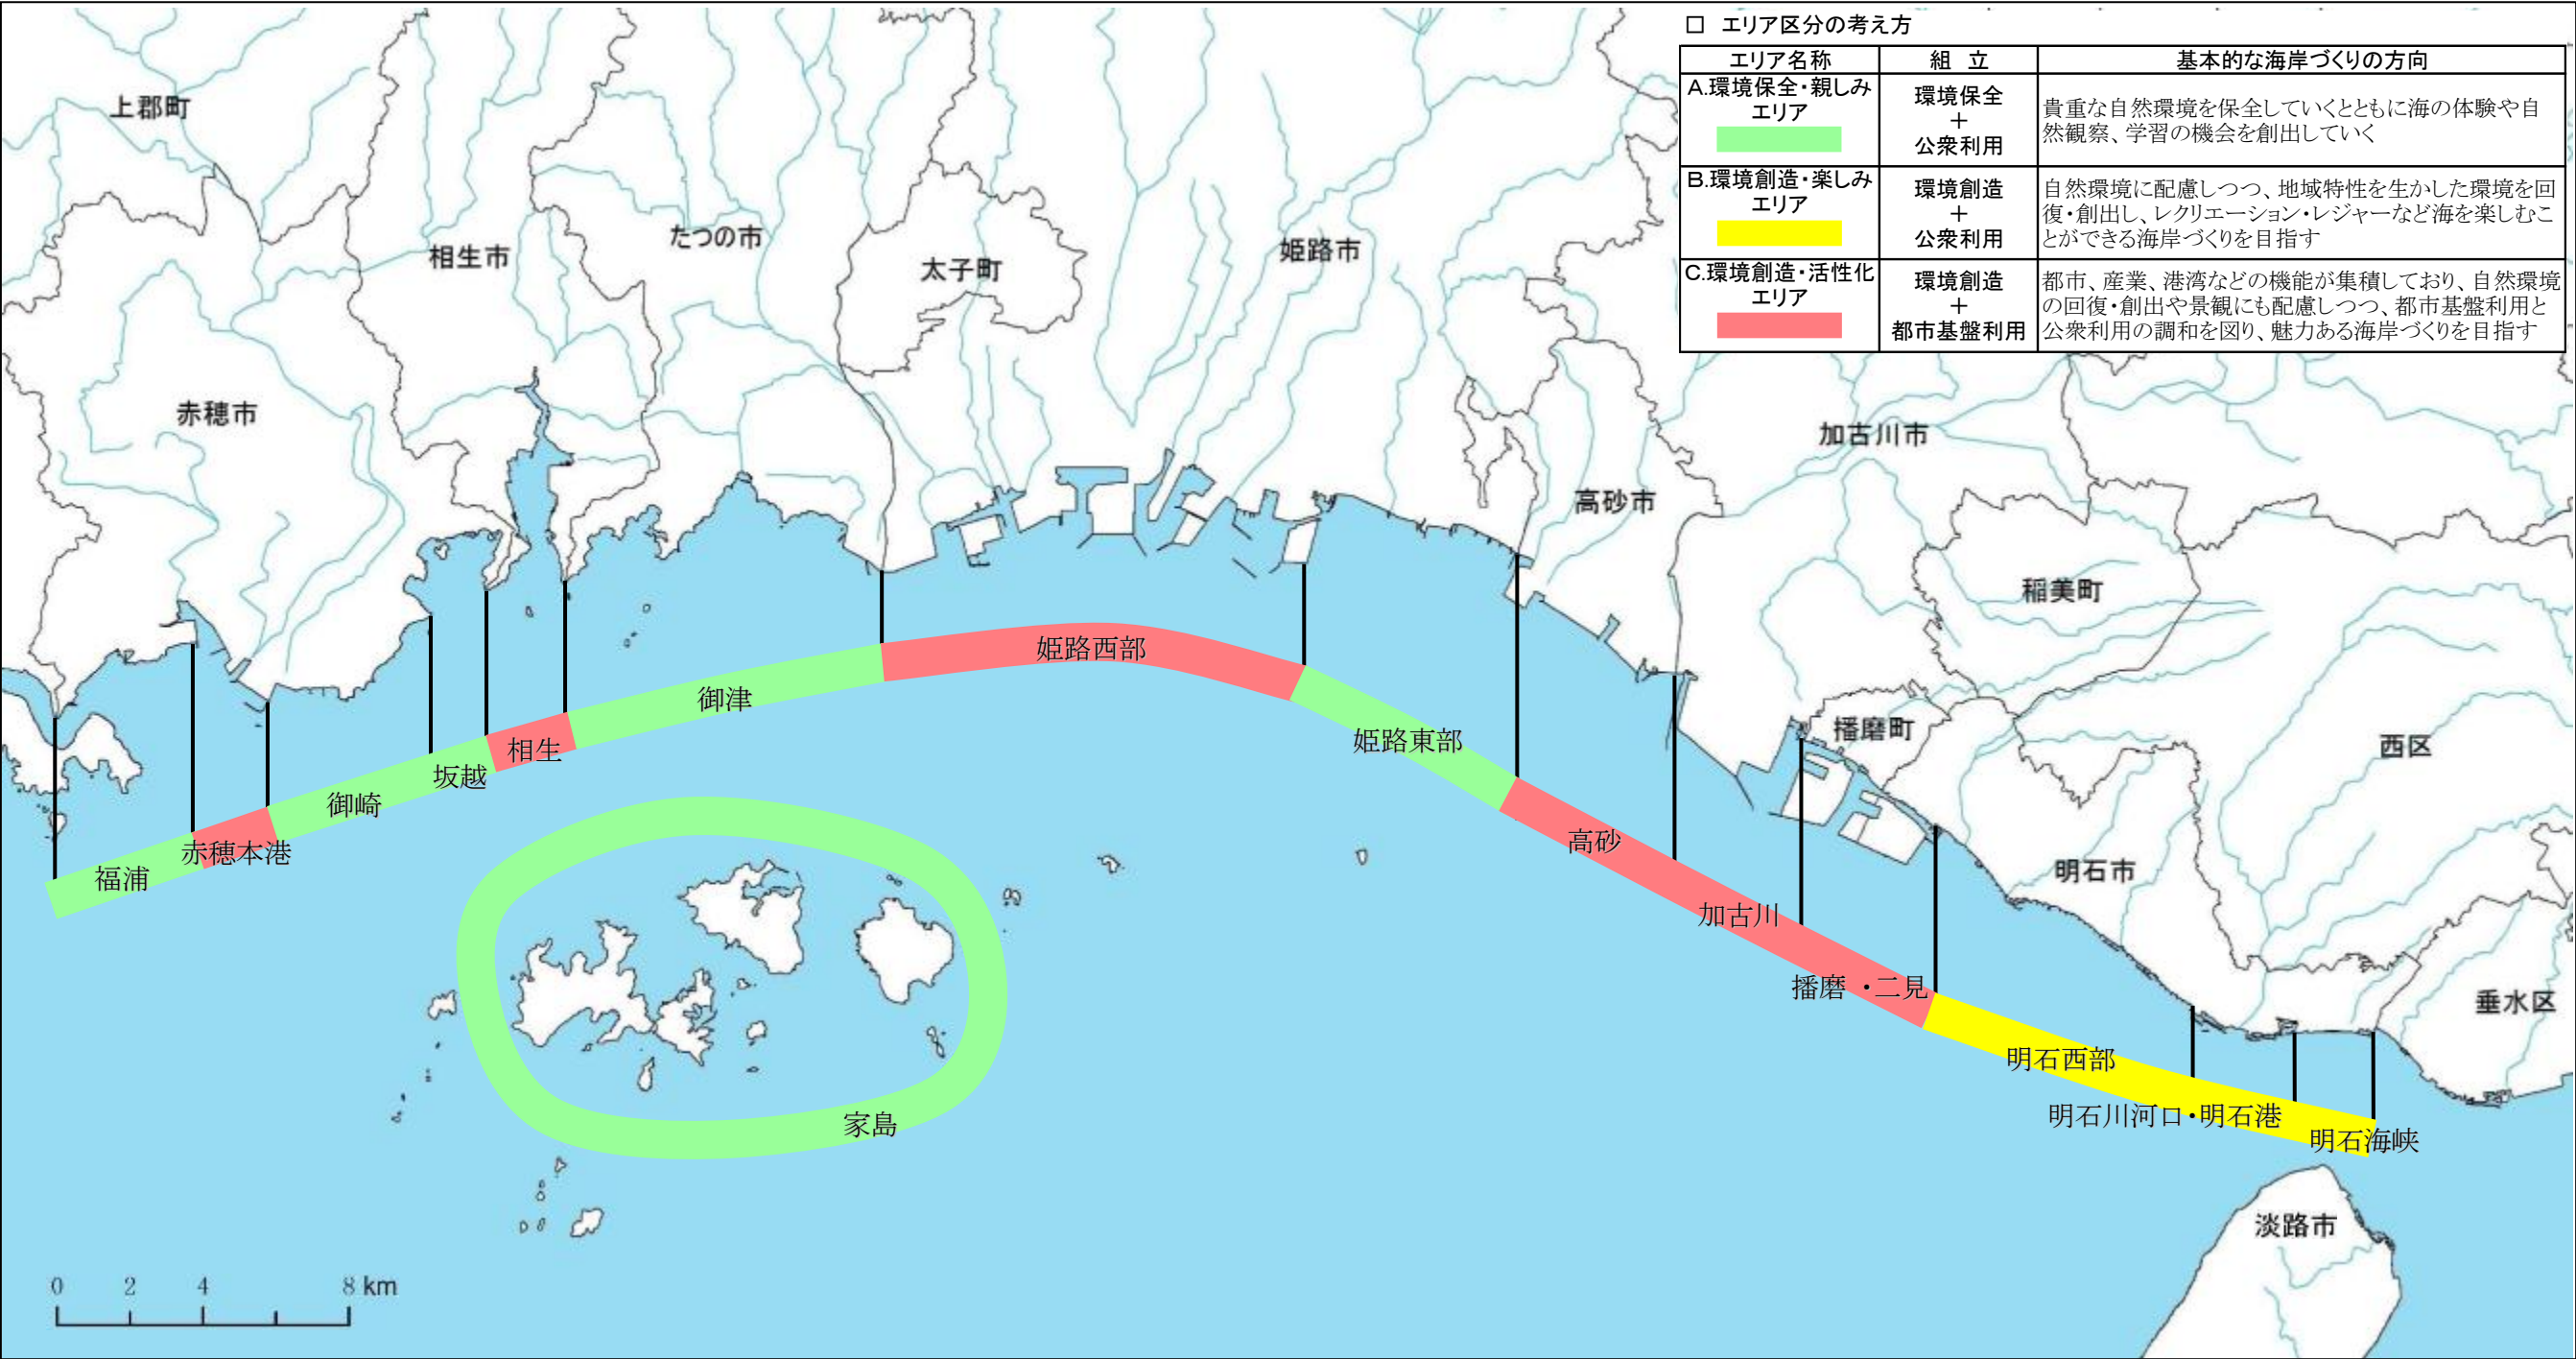 □ エリア区分の考え方
エリア名称 組 立 基本的な海岸づくりの方向
A.環境保全・親しみ
エリア
環境保全
＋
公衆利用
貴重な自然環境を保全していくとともに海の体験や自
然観察、学習の機会を創出していく
B.環境創造・楽しみ
エリア
環境創造
＋
公衆利用
自然環境に配慮しつつ、地域特性を生かした環境を回
復・創出し、レクリエーション・レジャーなど海を楽しむこ
とができる海岸づくりを目指す
C.環境創造・活性化
エリア
環境創造
＋
都市基盤利用
都市、産業、港湾などの機能が集積しており、自然環境
の回復・創出や景観にも配慮しつつ、都市基盤利用と
公衆利用の調和を図り、魅力ある海岸づくりを目指す
上郡町
相生市
たつの市
太子町
姫路市
赤穂市
加古川市
高砂市
稲美町
播磨町
西区
明石市
垂水区
淡路市
福浦
赤穂本港
御崎
坂越
相生
御津
姫路西部
姫路東部
高砂
加古川
播磨・二見
明石西部
明石川河口・明石港
明石海峡
家島
0 2 4 8 km